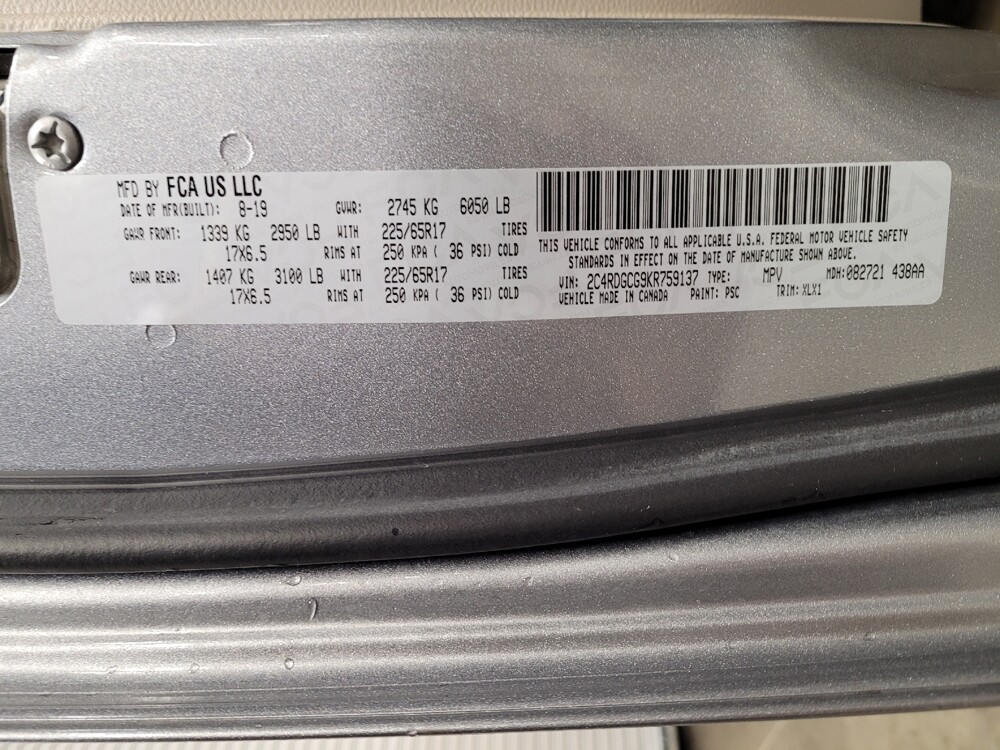 MFD BY FCA US LLC
DATE OF MFR(BUILT): 8-19 GVWR: 2745 KG 6050 LB
GAWR FRONT: 1339 KG 2950 LB WITH 225/65R17 TIRES
17X6.5 RIMS AT 250 KPA ( 36 PSI) COLD
GAWR REAR: 1407 KG 3100 LB WITH 225/65R17 TIRES
17X6.5 RIMS AT 250 KPA ( 36 PSI) COLD
THIS VEHICLE CONFORMS TO ALL APPLICABLE U.S.A. FEDERAL MOTOR VEHICLE SAFETY
STANDARDS IN EFFECT ON THE DATE OF MANUFACTURE SHOWN ABOVE.
VIN: 2C4RDGCG9KR759137 TYPE: MPV MDH:082721 438AA
VEHICLE MADE IN CANADA PAINT: PSC TRIM: XLX1